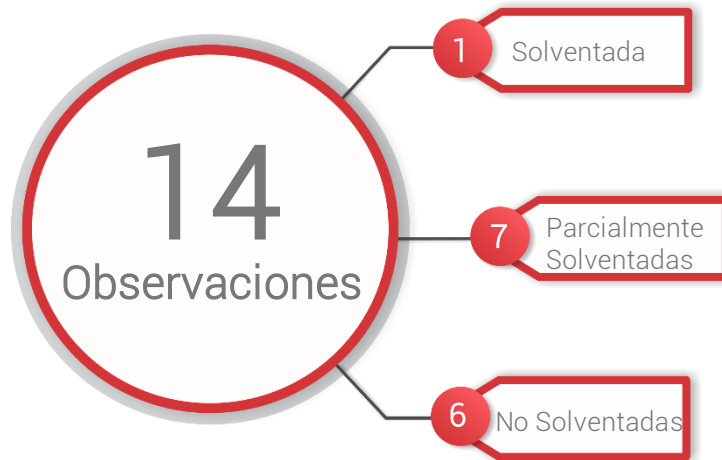 14
Observaciones
1
Solventada
7
Parcialmente
Solventadas
6
No Solventadas